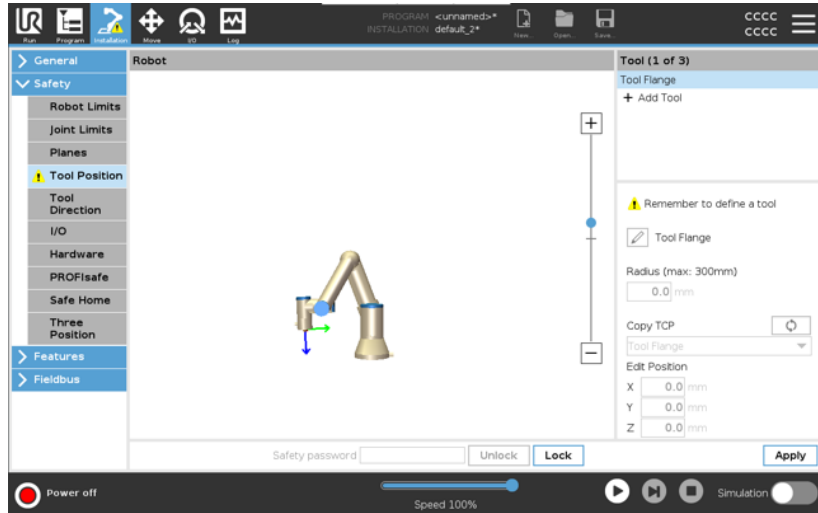 UR
Run
Program
Installation
Move
I/O
Log
PROGRAM <unnamed>*
INSTALLATION default_2*
New...
Open...
Save...
cccc
cccc
General
Safety
Robot Limits
Joint Limits
Planes
Tool Position
Tool
Direction
I/O
Hardware
PROFIsafe
Safe Home
Three
Position
Features
Fieldbus
Robot
+
−
Safety password
Unlock
Lock
Tool (1 of 3)
Tool Flange
+ Add Tool
Remember to define a tool
Tool Flange
Radius (max: 300mm)
0.0 mm
Copy TCP
Tool Flange
Edit Position
X 0.0 mm
Y 0.0 mm
Z 0.0 mm
Apply
Power off
Speed 100%
Simulation